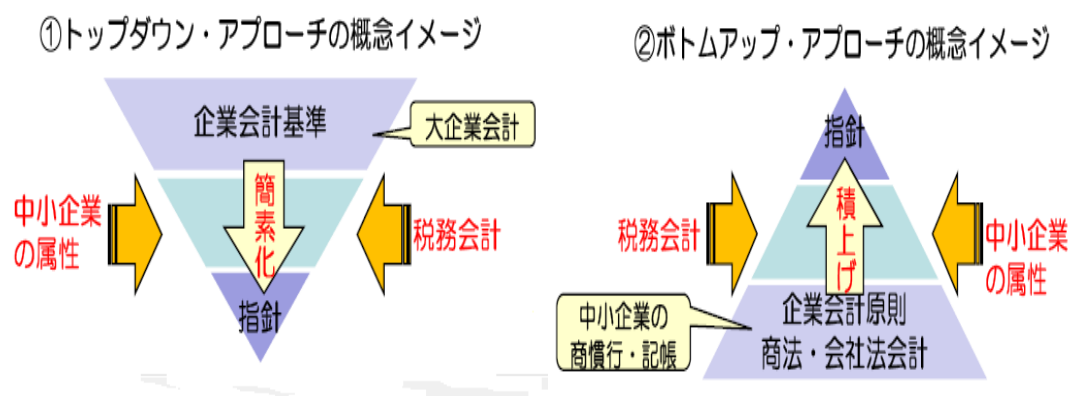 ①トップダウン・アプローチの概念イメージ
企業会計基準
大企業会計
簡素化
中小企業
の属性
税務会計
指針
②ボトムアップ・アプローチの概念イメージ
指針
積上げ
税務会計
中小企業
の属性
中小企業の
商慣行・記帳
企業会計原則
商法・会社法会計